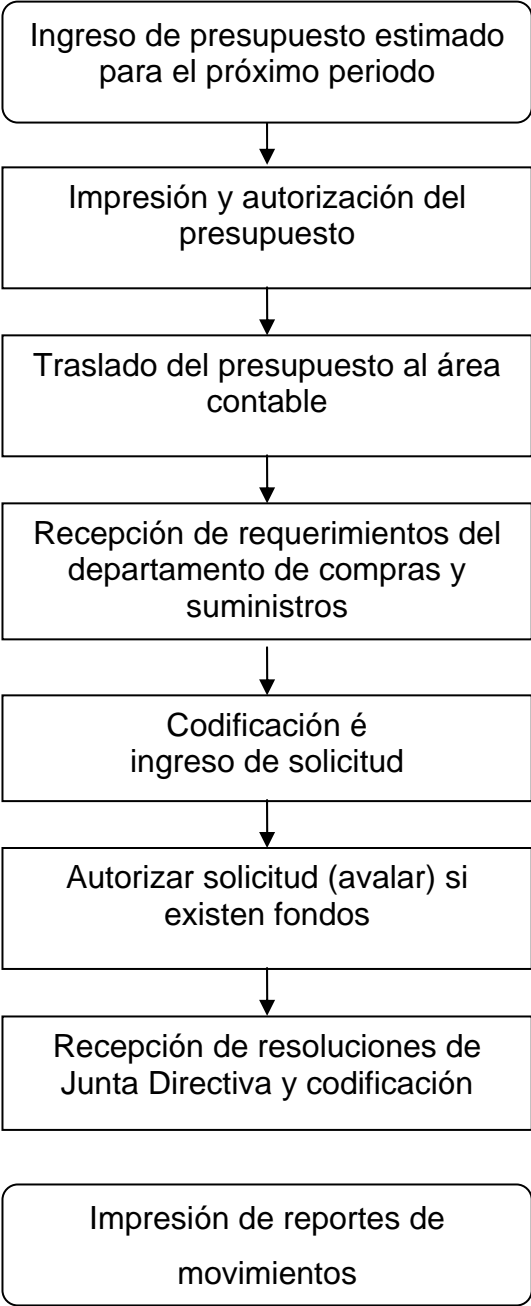 Ingreso de presupuesto estimado
para el próximo periodo
Impresión y autorización del
presupuesto
Traslado del presupuesto al área
contable
Recepción de requerimientos del
departamento de compras y
suministros
Codificación é
ingreso de solicitud
Autorizar solicitud (avalar) si
existen fondos
Recepción de resoluciones de
Junta Directiva y codificación
Impresión de reportes de
movimientos